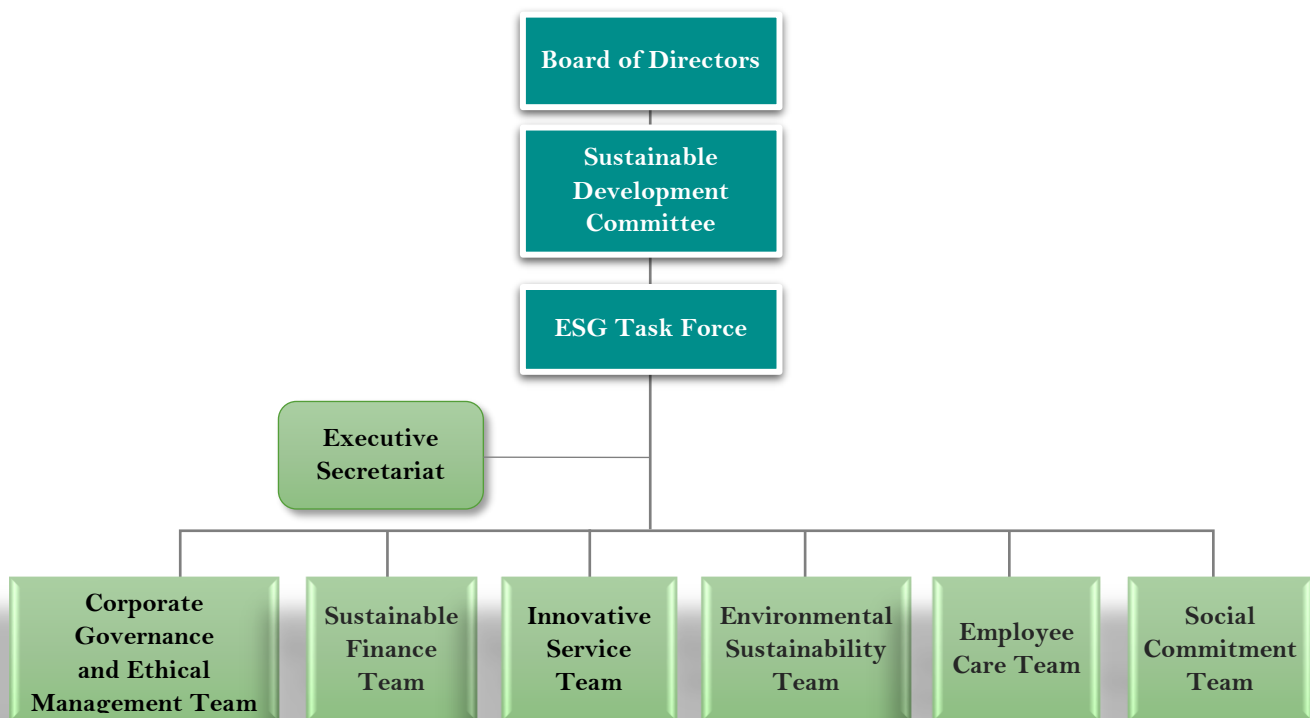 Board of Directors
Sustainable
Development
Committee
ESG Task Force
Executive
Secretariat
Corporate
Governance
and Ethical
Management Team
Sustainable
Finance
Team
Innovative
Service
Team
Environmental
Sustainability
Team
Employee
Care Team
Social
Commitment
Team